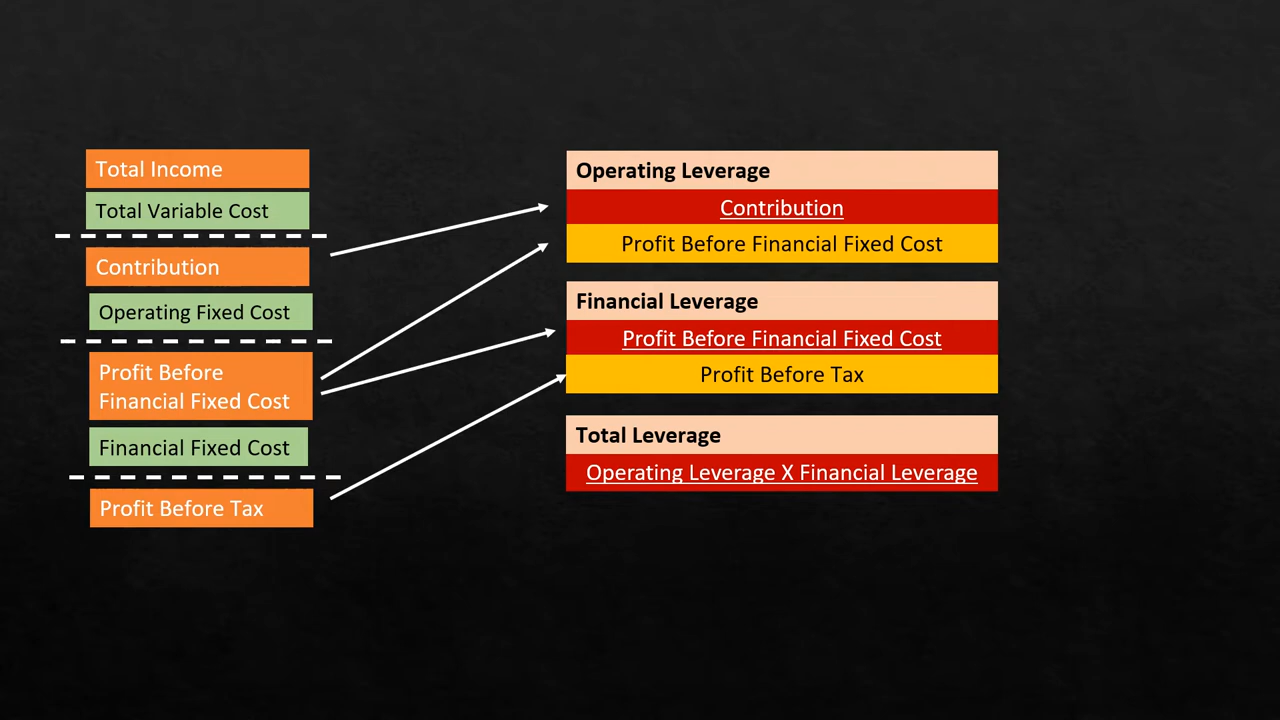 Total Income
Total Variable Cost
Contribution
Operating Fixed Cost
Profit Before
Financial Fixed Cost
Financial Fixed Cost
Profit Before Tax
Operating Leverage
Contribution
Profit Before Financial Fixed Cost
Financial Leverage
Profit Before Financial Fixed Cost
Profit Before Tax
Total Leverage
Operating Leverage X Financial Leverage